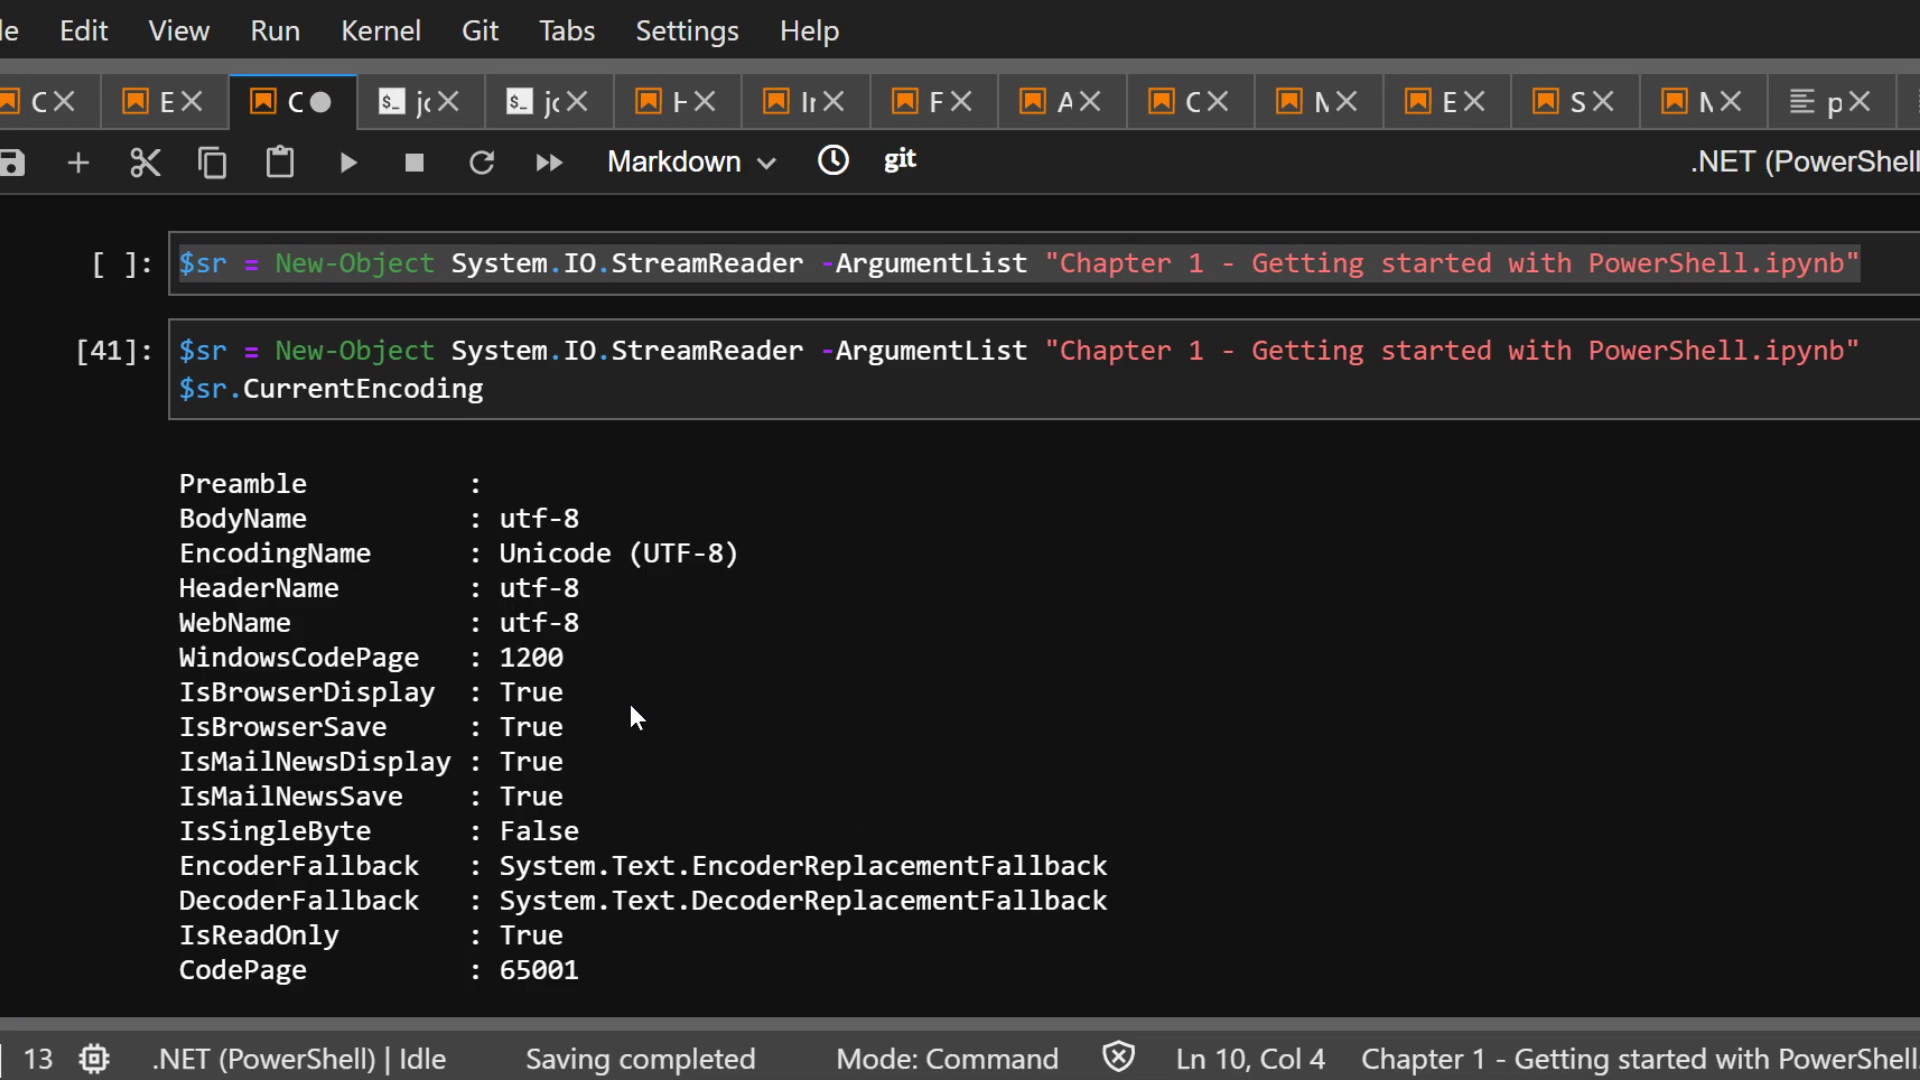 le Edit View Run Kernel Git Tabs Settings Help
C E C jc jc H Ir F A C M E S M p
Markdown git .NET (PowerShell
[ ]: $sr = New-Object System.IO.StreamReader -ArgumentList "Chapter 1 - Getting started with PowerShell.ipynb"
[41]: $sr = New-Object System.IO.StreamReader -ArgumentList "Chapter 1 - Getting started with PowerShell.ipynb"
$sr.CurrentEncoding
Preamble :
BodyName : utf-8
EncodingName : Unicode (UTF-8)
HeaderName : utf-8
WebName : utf-8
WindowsCodePage : 1200
IsBrowserDisplay : True
IsBrowserSave : True
IsMailNewsDisplay : True
IsMailNewsSave : True
IsSingleByte : False
EncoderFallback : System.Text.EncoderReplacementFallback
DecoderFallback : System.Text.DecoderReplacementFallback
IsReadOnly : True
CodePage : 65001
13 .NET (PowerShell) | Idle Saving completed Mode: Command Ln 10, Col 4 Chapter 1 - Getting started with PowerShell.